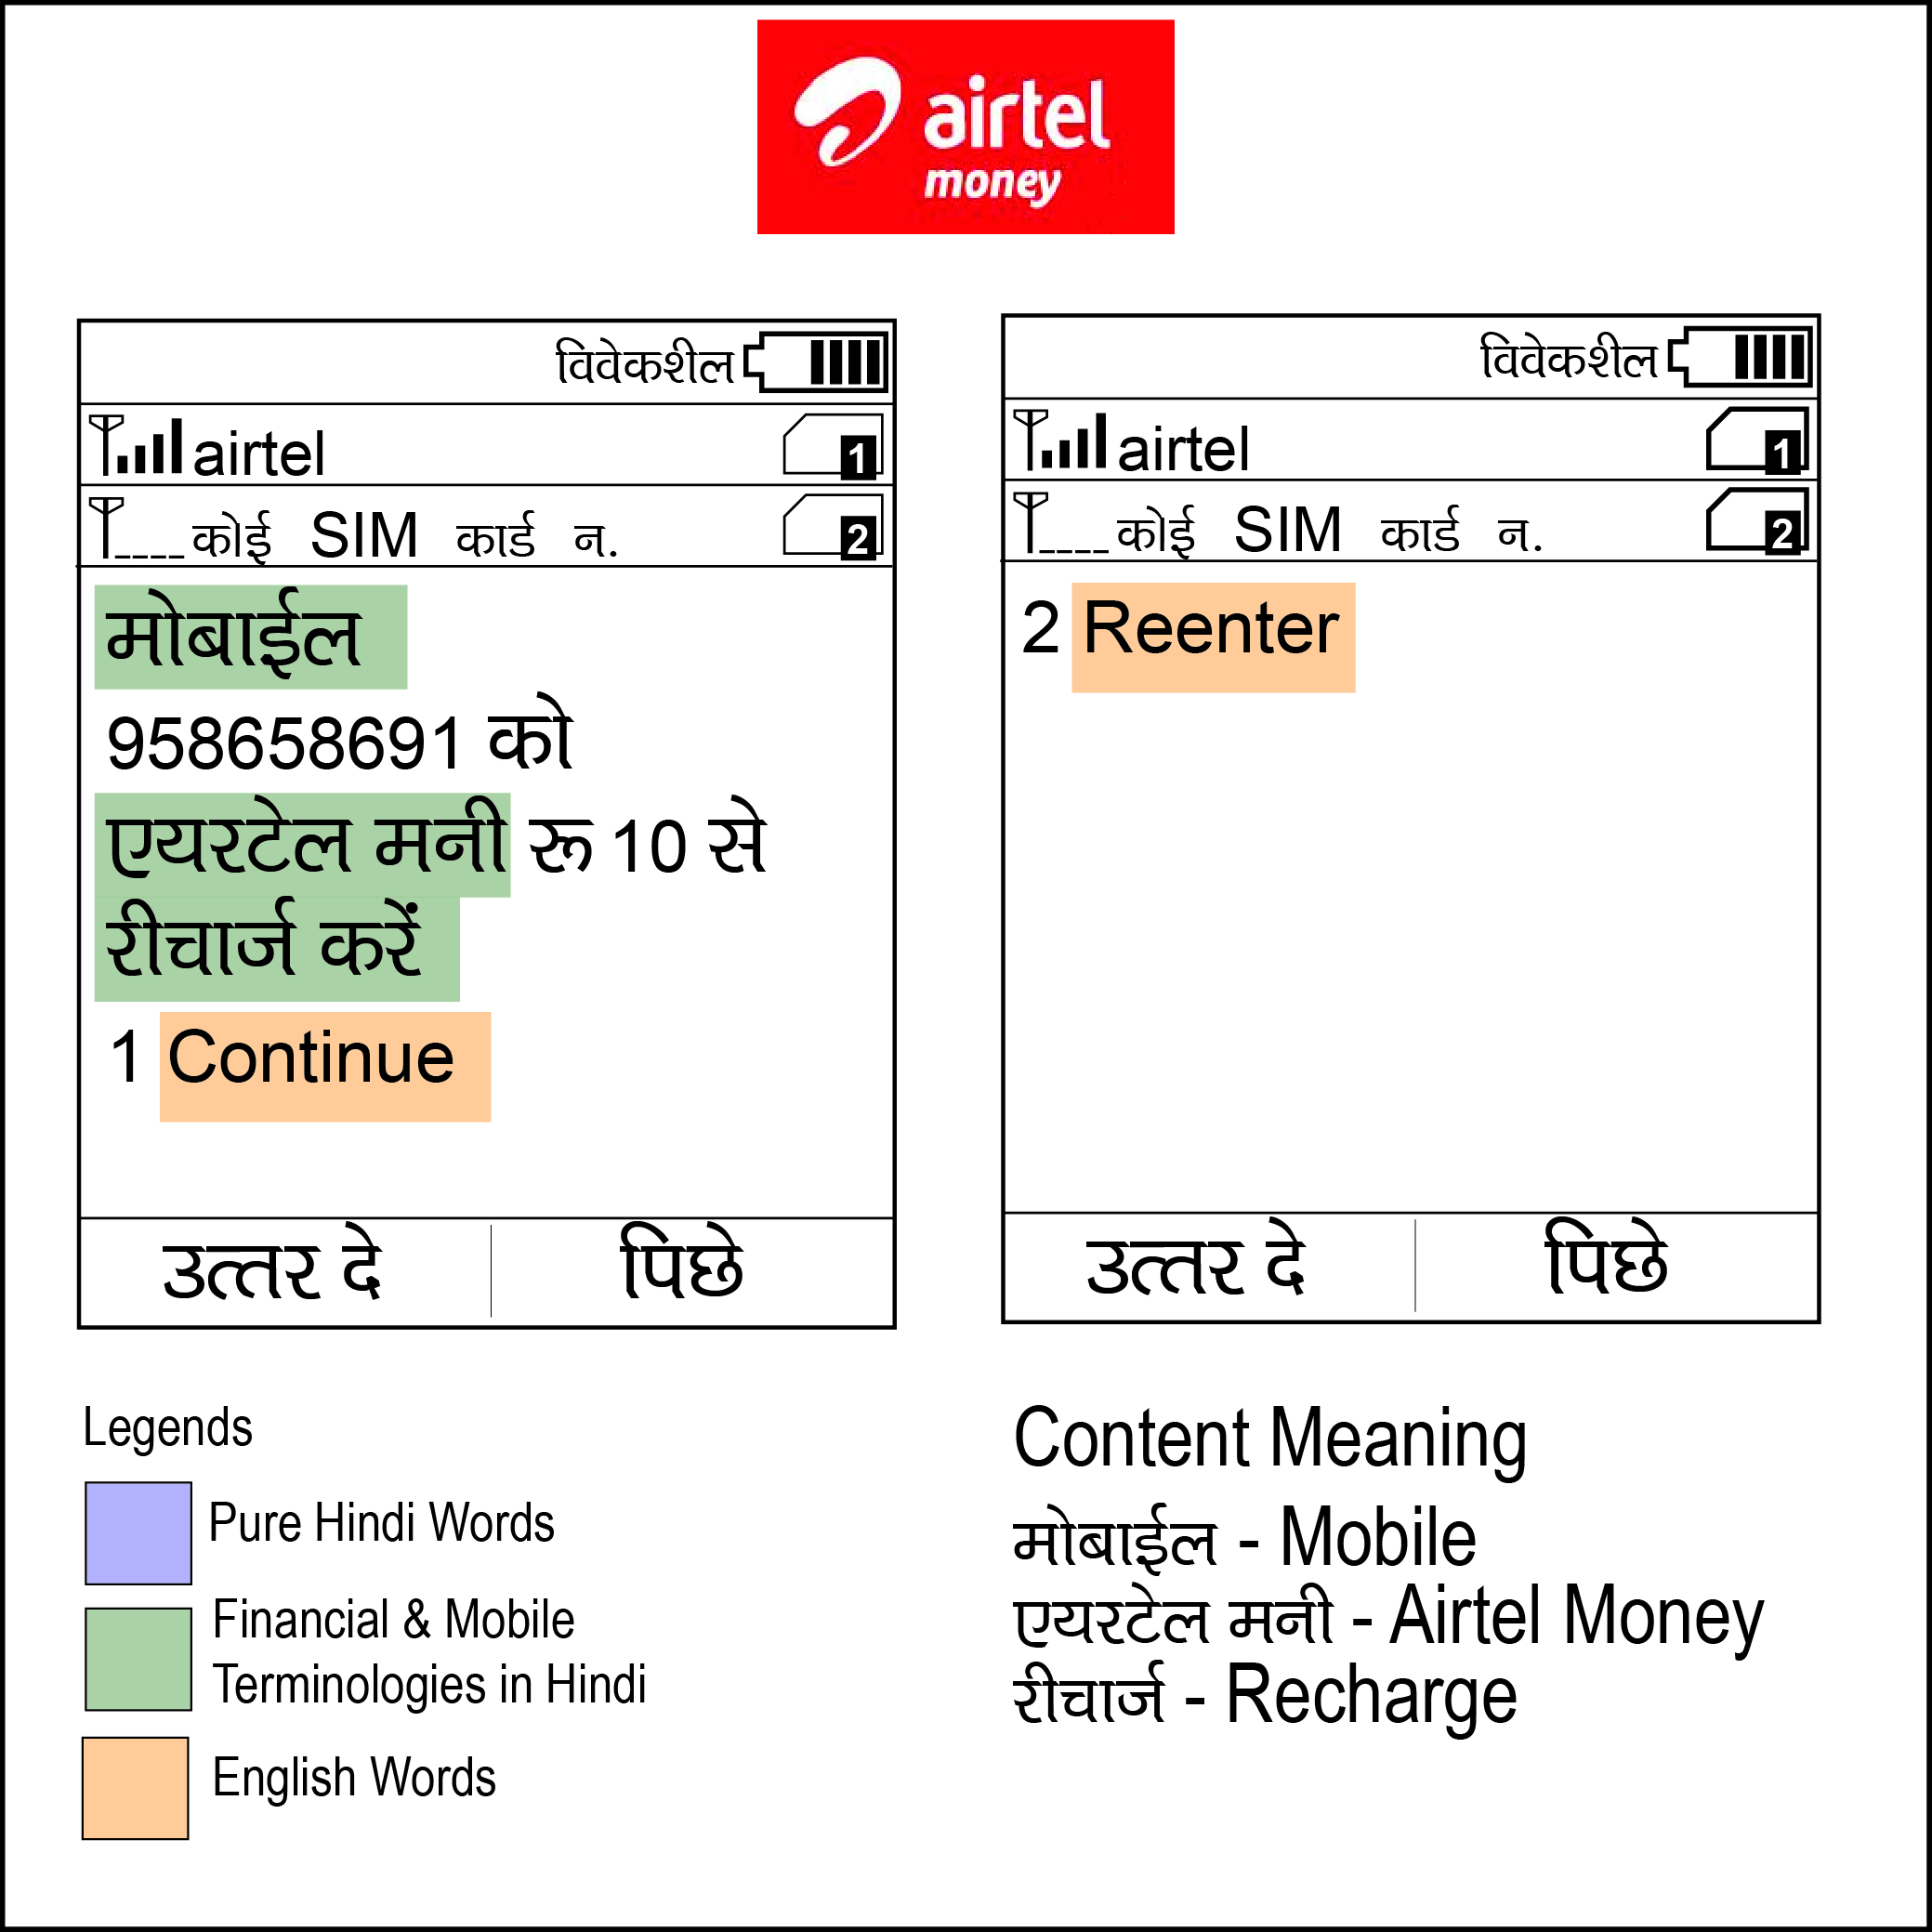 airtel
money
विवेकशील
airtel 1
कोई SIM कार्ड न. 2
मोबाईल
958658691 को
एयरटेल मनी रू 10 से
रीचार्ज करें
1 Continue
उत्तर दे पिछे
विवेकशील
airtel 1
कोई SIM कार्ड न. 2
2 Reenter
उत्तर दे पिछे
Legends
Pure Hindi Words
Financial & Mobile
Terminologies in Hindi
English Words
Content Meaning
मोबाईल - Mobile
एयरटेल मनी - Airtel Money
रीचार्ज - Recharge